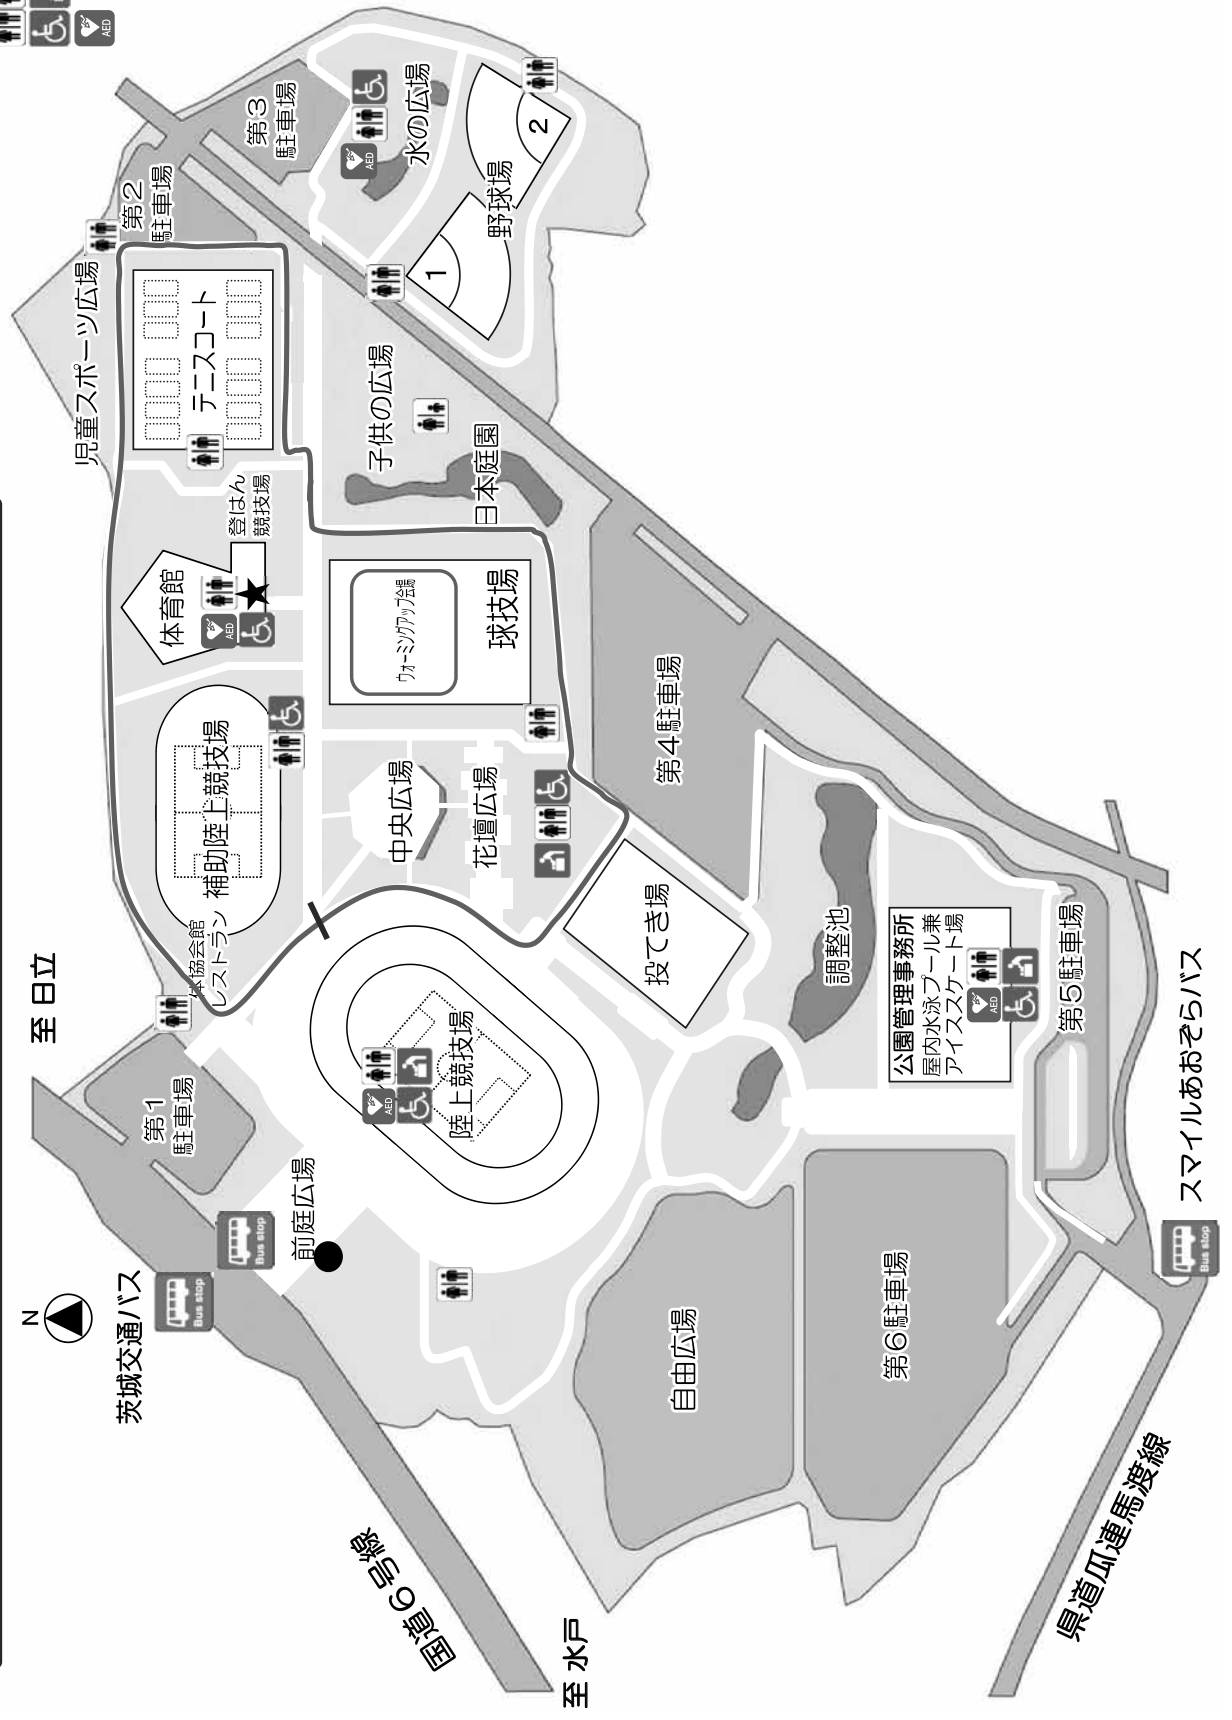 至 日立
N
茨城交通バス
Bus stop
Bus stop
国道6号線
至 水戸
第1
駐車場
前庭広場
体協会館
レストラン
補助陸上競技場
陸上競技場
AED
体育館
AED
登はん
競技場
児童スポーツ広場
テニスコート
第2
駐車場
第3
駐車場
AED
水の広場
野球場
1
2
子供の広場
日本庭園
ウォーミングアップ会場
球技場
中央広場
花壇広場
投てき場
第4駐車場
調整池
公園管理事務所
屋内水泳プール兼
アイススケート場
AED
第5駐車場
自由広場
第6駐車場
県道瓜連馬渡線
スマイルあおぞらバス
Bus stop
AED